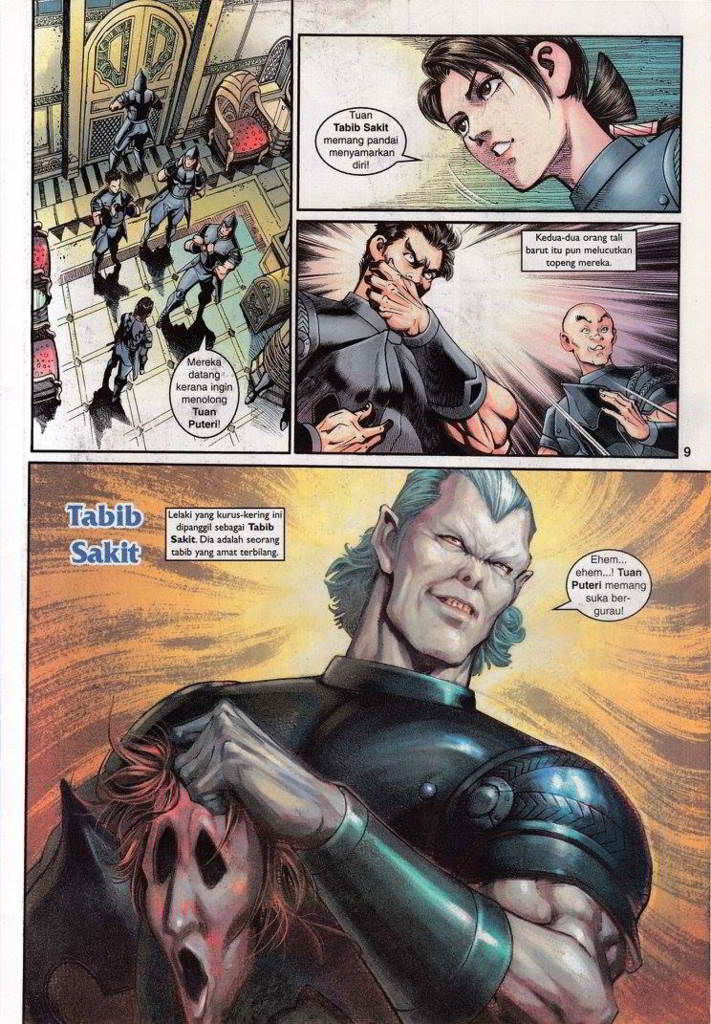 Mereka
datang
kerana ingin
menolong
Tuan
Puteri!
Tuan
Tabib Sakit
memang pandai
menyamarkan
diri!
Kedua-dua orang tali
barut itu pun melucutkan
topeng mereka.
9
Tabib
Sakit
Lelaki yang kurus-kering ini
dipanggil sebagai Tabib
Sakit. Dia adalah seorang
tabib yang amat terbilang.
Ehem...
ehem...! Tuan
Puteri memang
suka ber-
gurau!